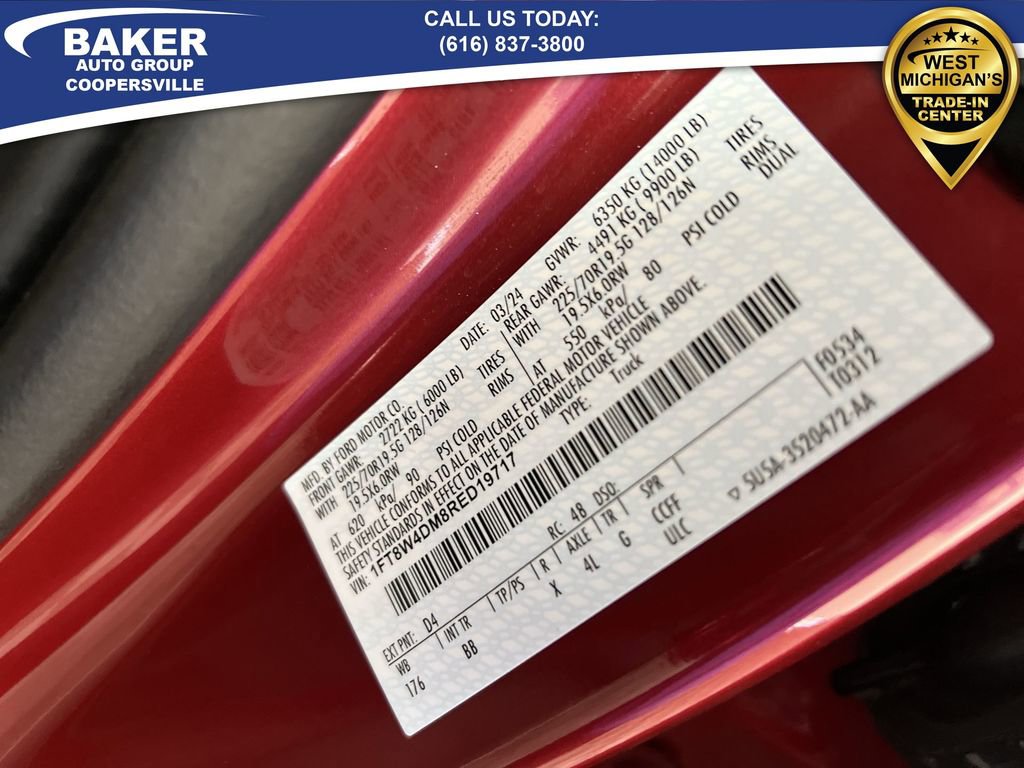 BAKER
AUTO GROUP
COOPERSVILLE
CALL US TODAY:
(616) 837-3800
WEST
MICHIGAN'S
TRADE-IN
CENTER
MFD. BY FORD MOTOR CO.
DATE: 03/24 GVWR: 6350 KG (14000 LB)
FRONT GAWR: 2722 KG ( 6000 LB) REAR GAWR: 4491 KG ( 9900 LB)
225/70R19.5G 128/126N TIRES WITH 225/70R19.5G 128/126N TIRES
19.5X6.0RW RIMS 19.5X6.0RW RIMS
AT 620 kPa/ 90 PSI COLD AT 550 kPa/ 80 PSI COLD DUAL
THIS VEHICLE CONFORMS TO ALL APPLICABLE FEDERAL MOTOR VEHICLE
SAFETY STANDARDS IN EFFECT ON THE DATE OF MANUFACTURE SHOWN ABOVE.
VIN: 1FT8W4DM8RED19717 TYPE: Truck
F0534
T0312
EXT PNT: D4 RC: 48 DSO:
WB INT TR TP/PS R AXLE TR SPR
176 BB X 4L G CCFF
ULC
▽ SU5A-3520472-AA